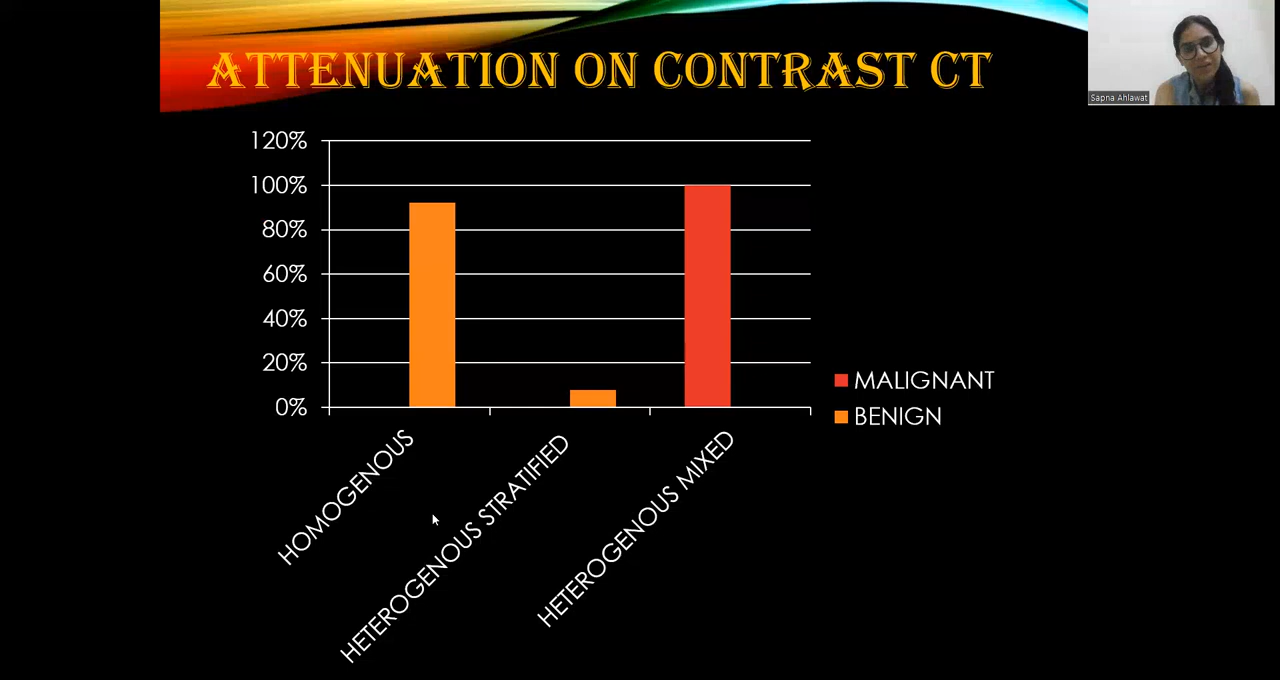 ATTENUATION ON CONTRAST CT
Sapna Ahlawat
120%
100%
80%
60%
40%
20%
0%
MALIGNANT
BENIGN
HOMOGENOUS
HETEROGENOUS STRATIFIED
HETEROGENOUS MIXED